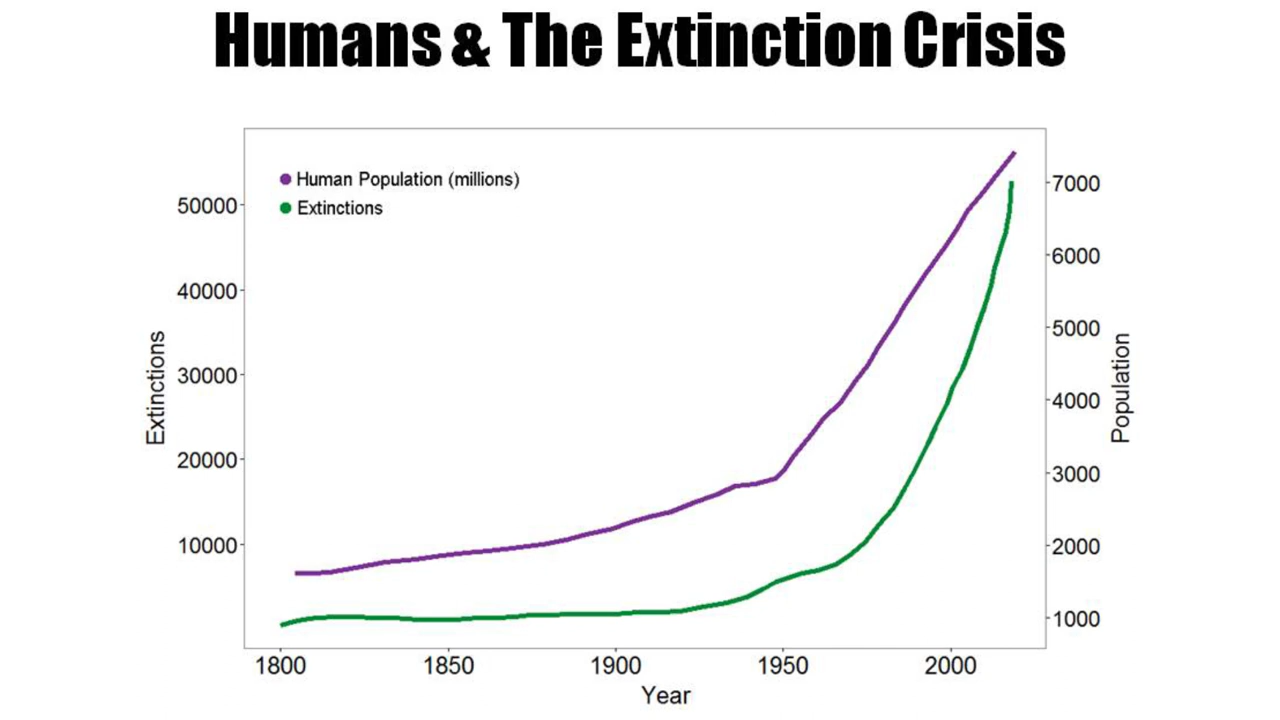 Humans & The Extinction Crisis
Human Population (millions)
Extinctions
50000
40000
30000
20000
10000
Extinctions
7000
6000
5000
4000
3000
2000
1000
Population
1800 1850 1900 1950 2000
Year